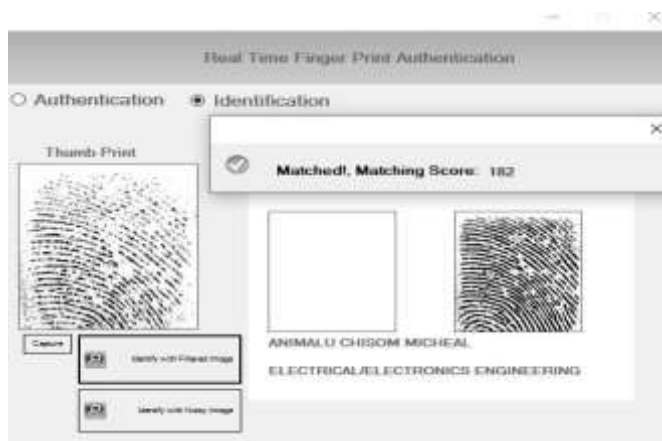 Real Time Finger Print Authentication
Authentication Identification
Thumb Print
Matched!, Matching Score: 182
Capture
Identify with Filtered Image
Identify with Noisy Image
ANIMALU CHISOM MICHEAL
ELECTRICAL/ELECTRONICS ENGINEERING